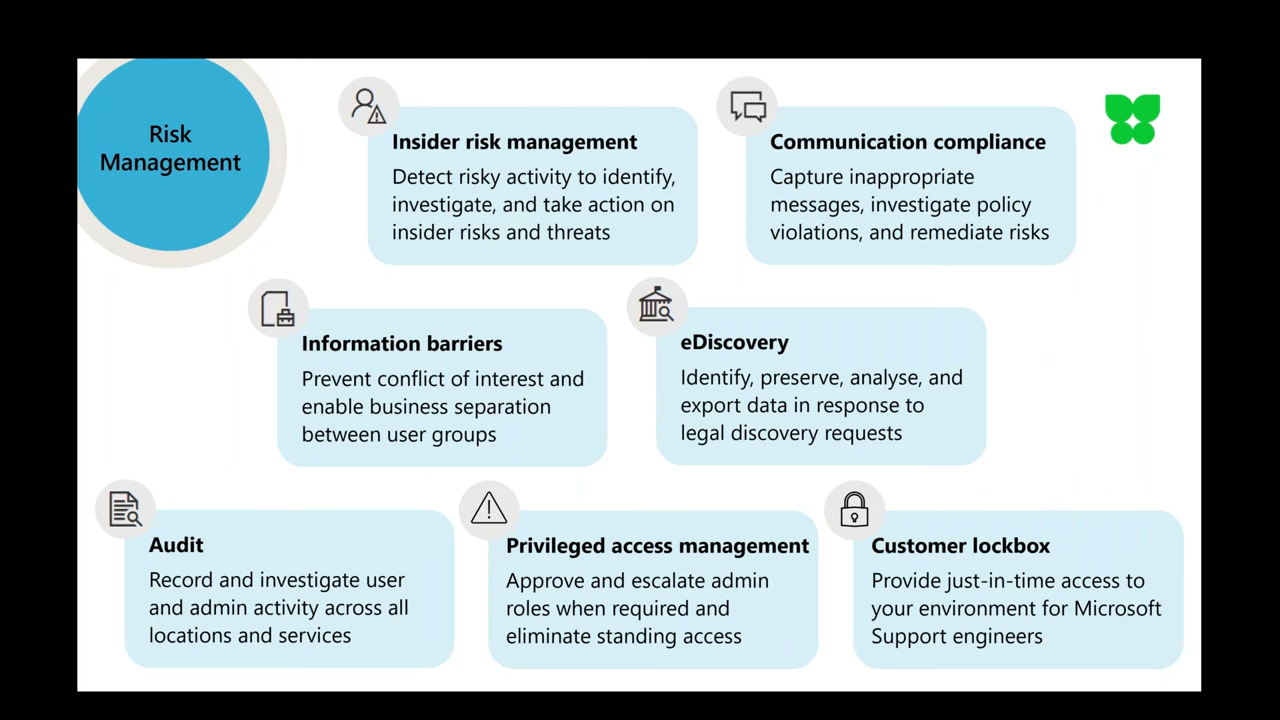 Risk
Management
Insider risk management
Detect risky activity to identify,
investigate, and take action on
insider risks and threats
Communication compliance
Capture inappropriate
messages, investigate policy
violations, and remediate risks
Information barriers
Prevent conflict of interest and
enable business separation
between user groups
eDiscovery
Identify, preserve, analyse, and
export data in response to
legal discovery requests
Audit
Record and investigate user
and admin activity across all
locations and services
Privileged access management
Approve and escalate admin
roles when required and
eliminate standing access
Customer lockbox
Provide just-in-time access to
your environment for Microsoft
Support engineers